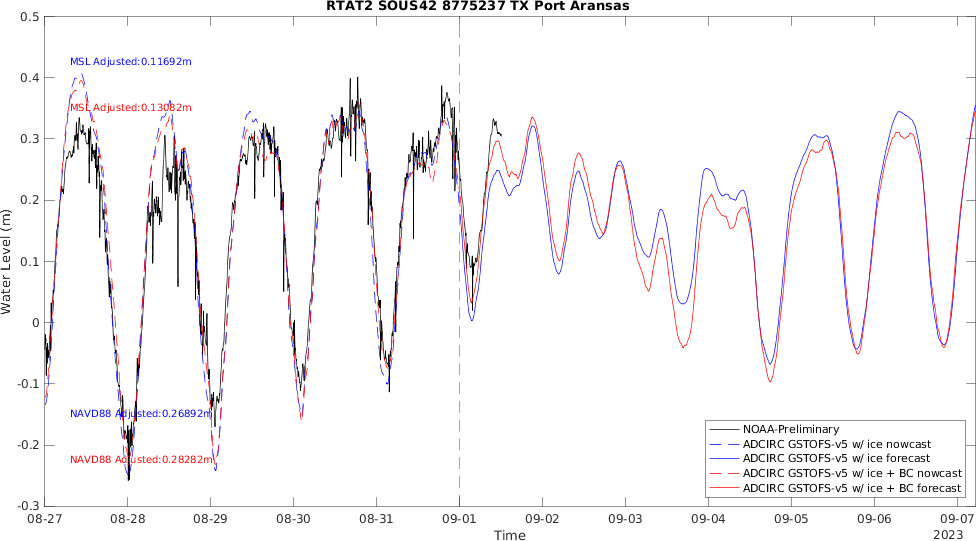 RTAT2 SOUS42 8775237 TX Port Aransas
0.5
0.4
0.3
0.2
0.1
0
-0.1
-0.2
-0.3
Water Level (m)
MSL Adjusted:0.11692m
MSL Adjusted:0.13082m
NAVD88 Adjusted:0.26892m
NAVD88 Adjusted:0.28282m
NOAA-Preliminary
ADCIRC GSTOFS-v5 w/ ice nowcast
ADCIRC GSTOFS-v5 w/ ice forecast
ADCIRC GSTOFS-v5 w/ ice + BC nowcast
ADCIRC GSTOFS-v5 w/ ice + BC forecast
08-27 08-28 08-29 08-30 08-31 09-01 09-02 09-03 09-04 09-05 09-06 09-07
Time
2023